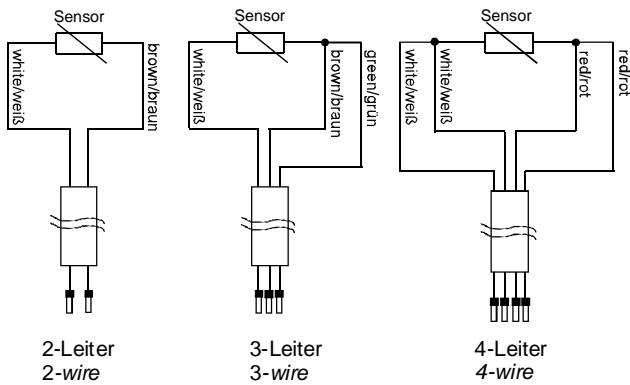 Sensor
white/weiß
brown/braun
Sensor
white/weiß
brown/braun
green/grün
Sensor
white/weiß
white/weiß
red/rot
red/rot
2-Leiter
2-wire
3-Leiter
3-wire
4-Leiter
4-wire